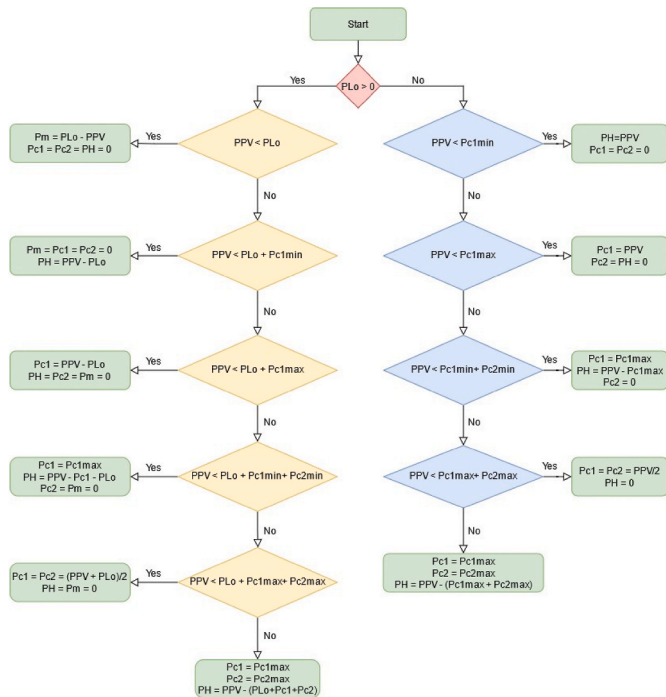 Start
PLo > 0
Yes
No
Pm = PLo - PPV
Pc1 = Pc2 = PH = 0
Yes
PPV < PLo
PPV < Pc1min
Yes
PH=PPV
Pc1 = Pc2 = 0
No
No
Pm = Pc1 = Pc2 = 0
PH = PPV - PLo
Yes
PPV < PLo + Pc1min
PPV < Pc1max
Yes
Pc1 = PPV
Pc2 = PH = 0
No
No
Pc1 = PPV - PLo
PH = Pc2 = Pm = 0
Yes
PPV < PLo + Pc1max
PPV < Pc1min+ Pc2min
Yes
Pc1 = Pc1max
PH = PPV - Pc1max
Pc2 = 0
No
No
Pc1 = Pc1max
PH = PPV - Pc1 - PLo
Pc2 = Pm = 0
Yes
PPV < PLo + Pc1min+ Pc2min
PPV < Pc1max+ Pc2max
Yes
Pc1 = Pc2 = PPV/2
PH = 0
No
No
Pc1 = Pc2 = (PPV + PLo)/2
PH = Pm = 0
Yes
PPV < PLo + Pc1max+ Pc2max
Pc1 = Pc1max
Pc2 = Pc2max
PH = PPV - (Pc1max + Pc2max)
No
Pc1 = Pc1max
Pc2 = Pc2max
PH = PPV - (PLo+Pc1+Pc2)